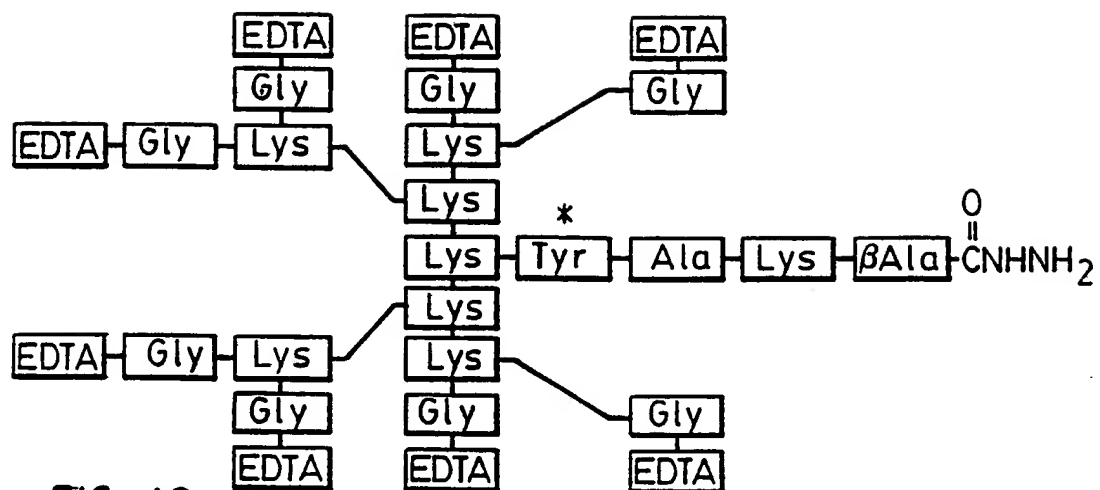 EDTA EDTA EDTA
Gly Gly Gly
EDTA Gly Lys Lys
Lys
*
O
Lys Tyr Ala Lys βAla CNHNH2
Lys
EDTA Gly Lys Lys
Gly Gly Gly
EDTA EDTA EDTA